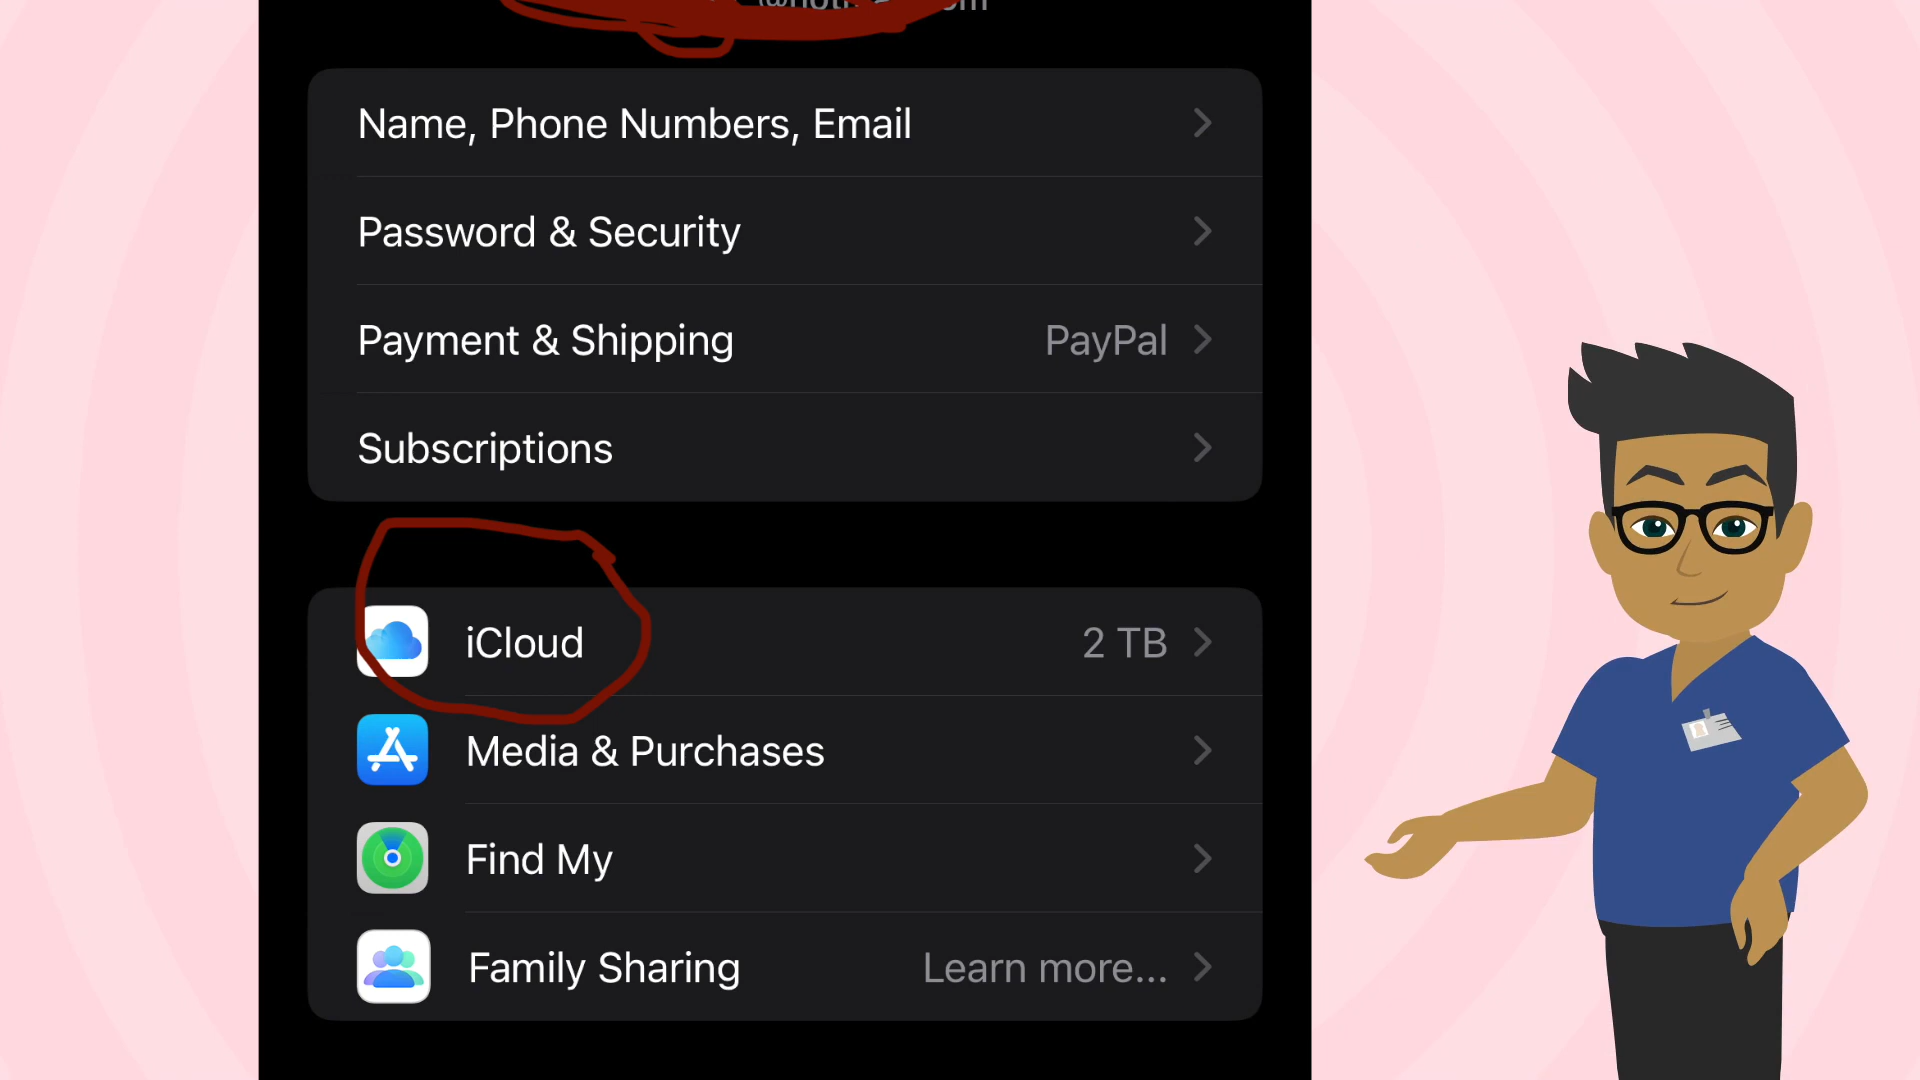 Name, Phone Numbers, Email
Password & Security
Payment & Shipping PayPal
Subscriptions
iCloud 2 TB
Media & Purchases
Find My
Family Sharing Learn more...